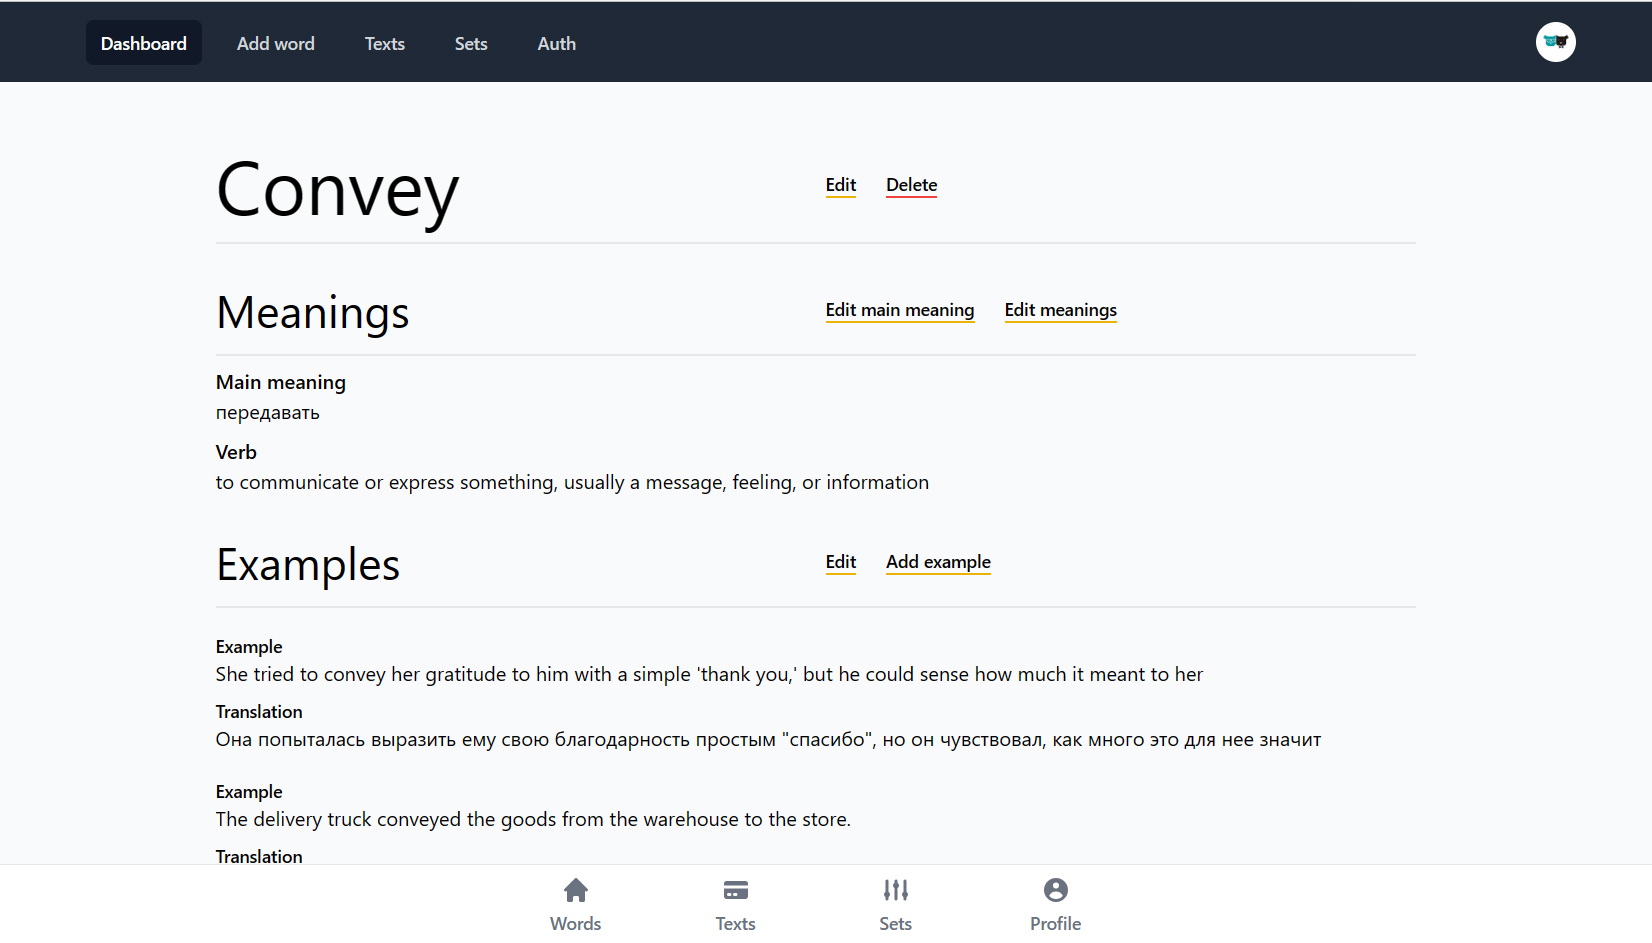 Dashboard Add word Texts Sets Auth
Convey Edit Delete
Meanings Edit main meaning Edit meanings
Main meaning
передавать
Verb
to communicate or express something, usually a message, feeling, or information
Examples Edit Add example
Example
She tried to convey her gratitude to him with a simple 'thank you,' but he could sense how much it meant to her
Translation
Она попыталась выразить ему свою благодарность простым "спасибо", но он чувствовал, как много это для нее значит
Example
The delivery truck conveyed the goods from the warehouse to the store.
Translation
Words Texts Sets Profile